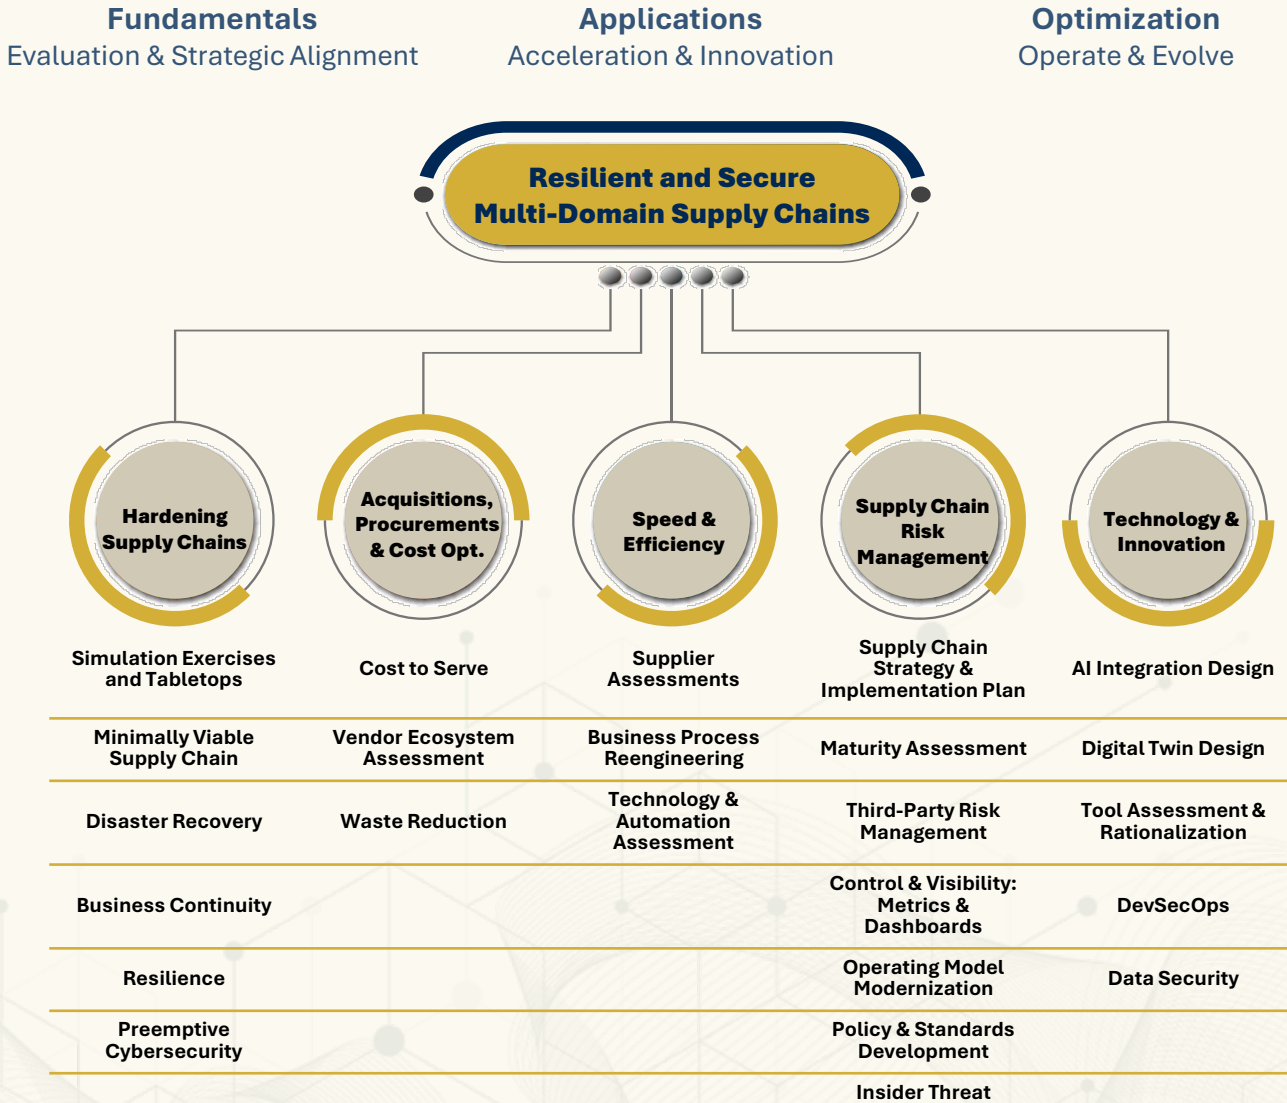 Fundamentals
Evaluation & Strategic Alignment
Applications
Acceleration & Innovation
Optimization
Operate & Evolve
Resilient and Secure
Multi-Domain Supply Chains
Hardening
Supply Chains
Acquisitions,
Procurements
& Cost Opt.
Speed &
Efficiency
Supply Chain
Risk
Management
Technology &
Innovation
Simulation Exercises
and Tabletops
Cost to Serve
Supplier
Assessments
Supply Chain
Strategy &
Implementation Plan
AI Integration Design
Minimally Viable
Supply Chain
Vendor Ecosystem
Assessment
Business Process
Reengineering
Maturity Assessment
Digital Twin Design
Disaster Recovery
Waste Reduction
Technology &
Automation
Assessment
Third-Party Risk
Management
Tool Assessment &
Rationalization
Business Continuity
Control & Visibility:
Metrics &
Dashboards
DevSecOps
Resilience
Operating Model
Modernization
Data Security
Preemptive
Cybersecurity
Policy & Standards
Development
Insider Threat